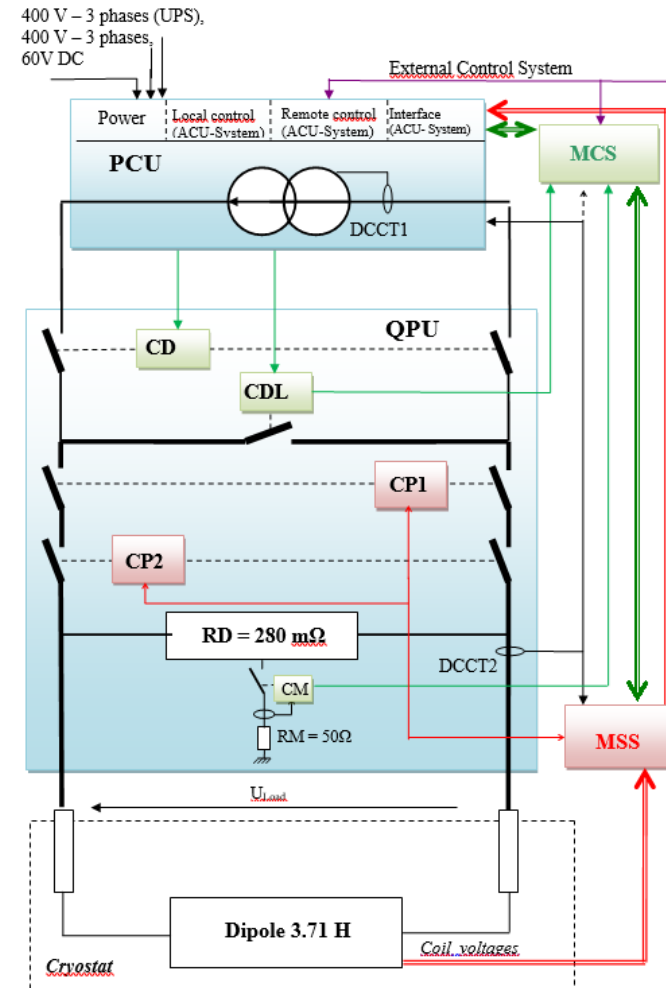 400 V – 3 phases (UPS),
400 V – 3 phases,
60V DC
External Control System
Power
Local control
(ACU-System)
Remote control
(ACU-System)
Interface
(ACU- System)
PCU
MCS
DCCT1
QPU
CD
CDL
CP1
CP2
RD = 280 mΩ
DCCT2
CM
RM = 50Ω
MSS
U Load
Dipole 3.71 H
Coil voltages
Cryostat